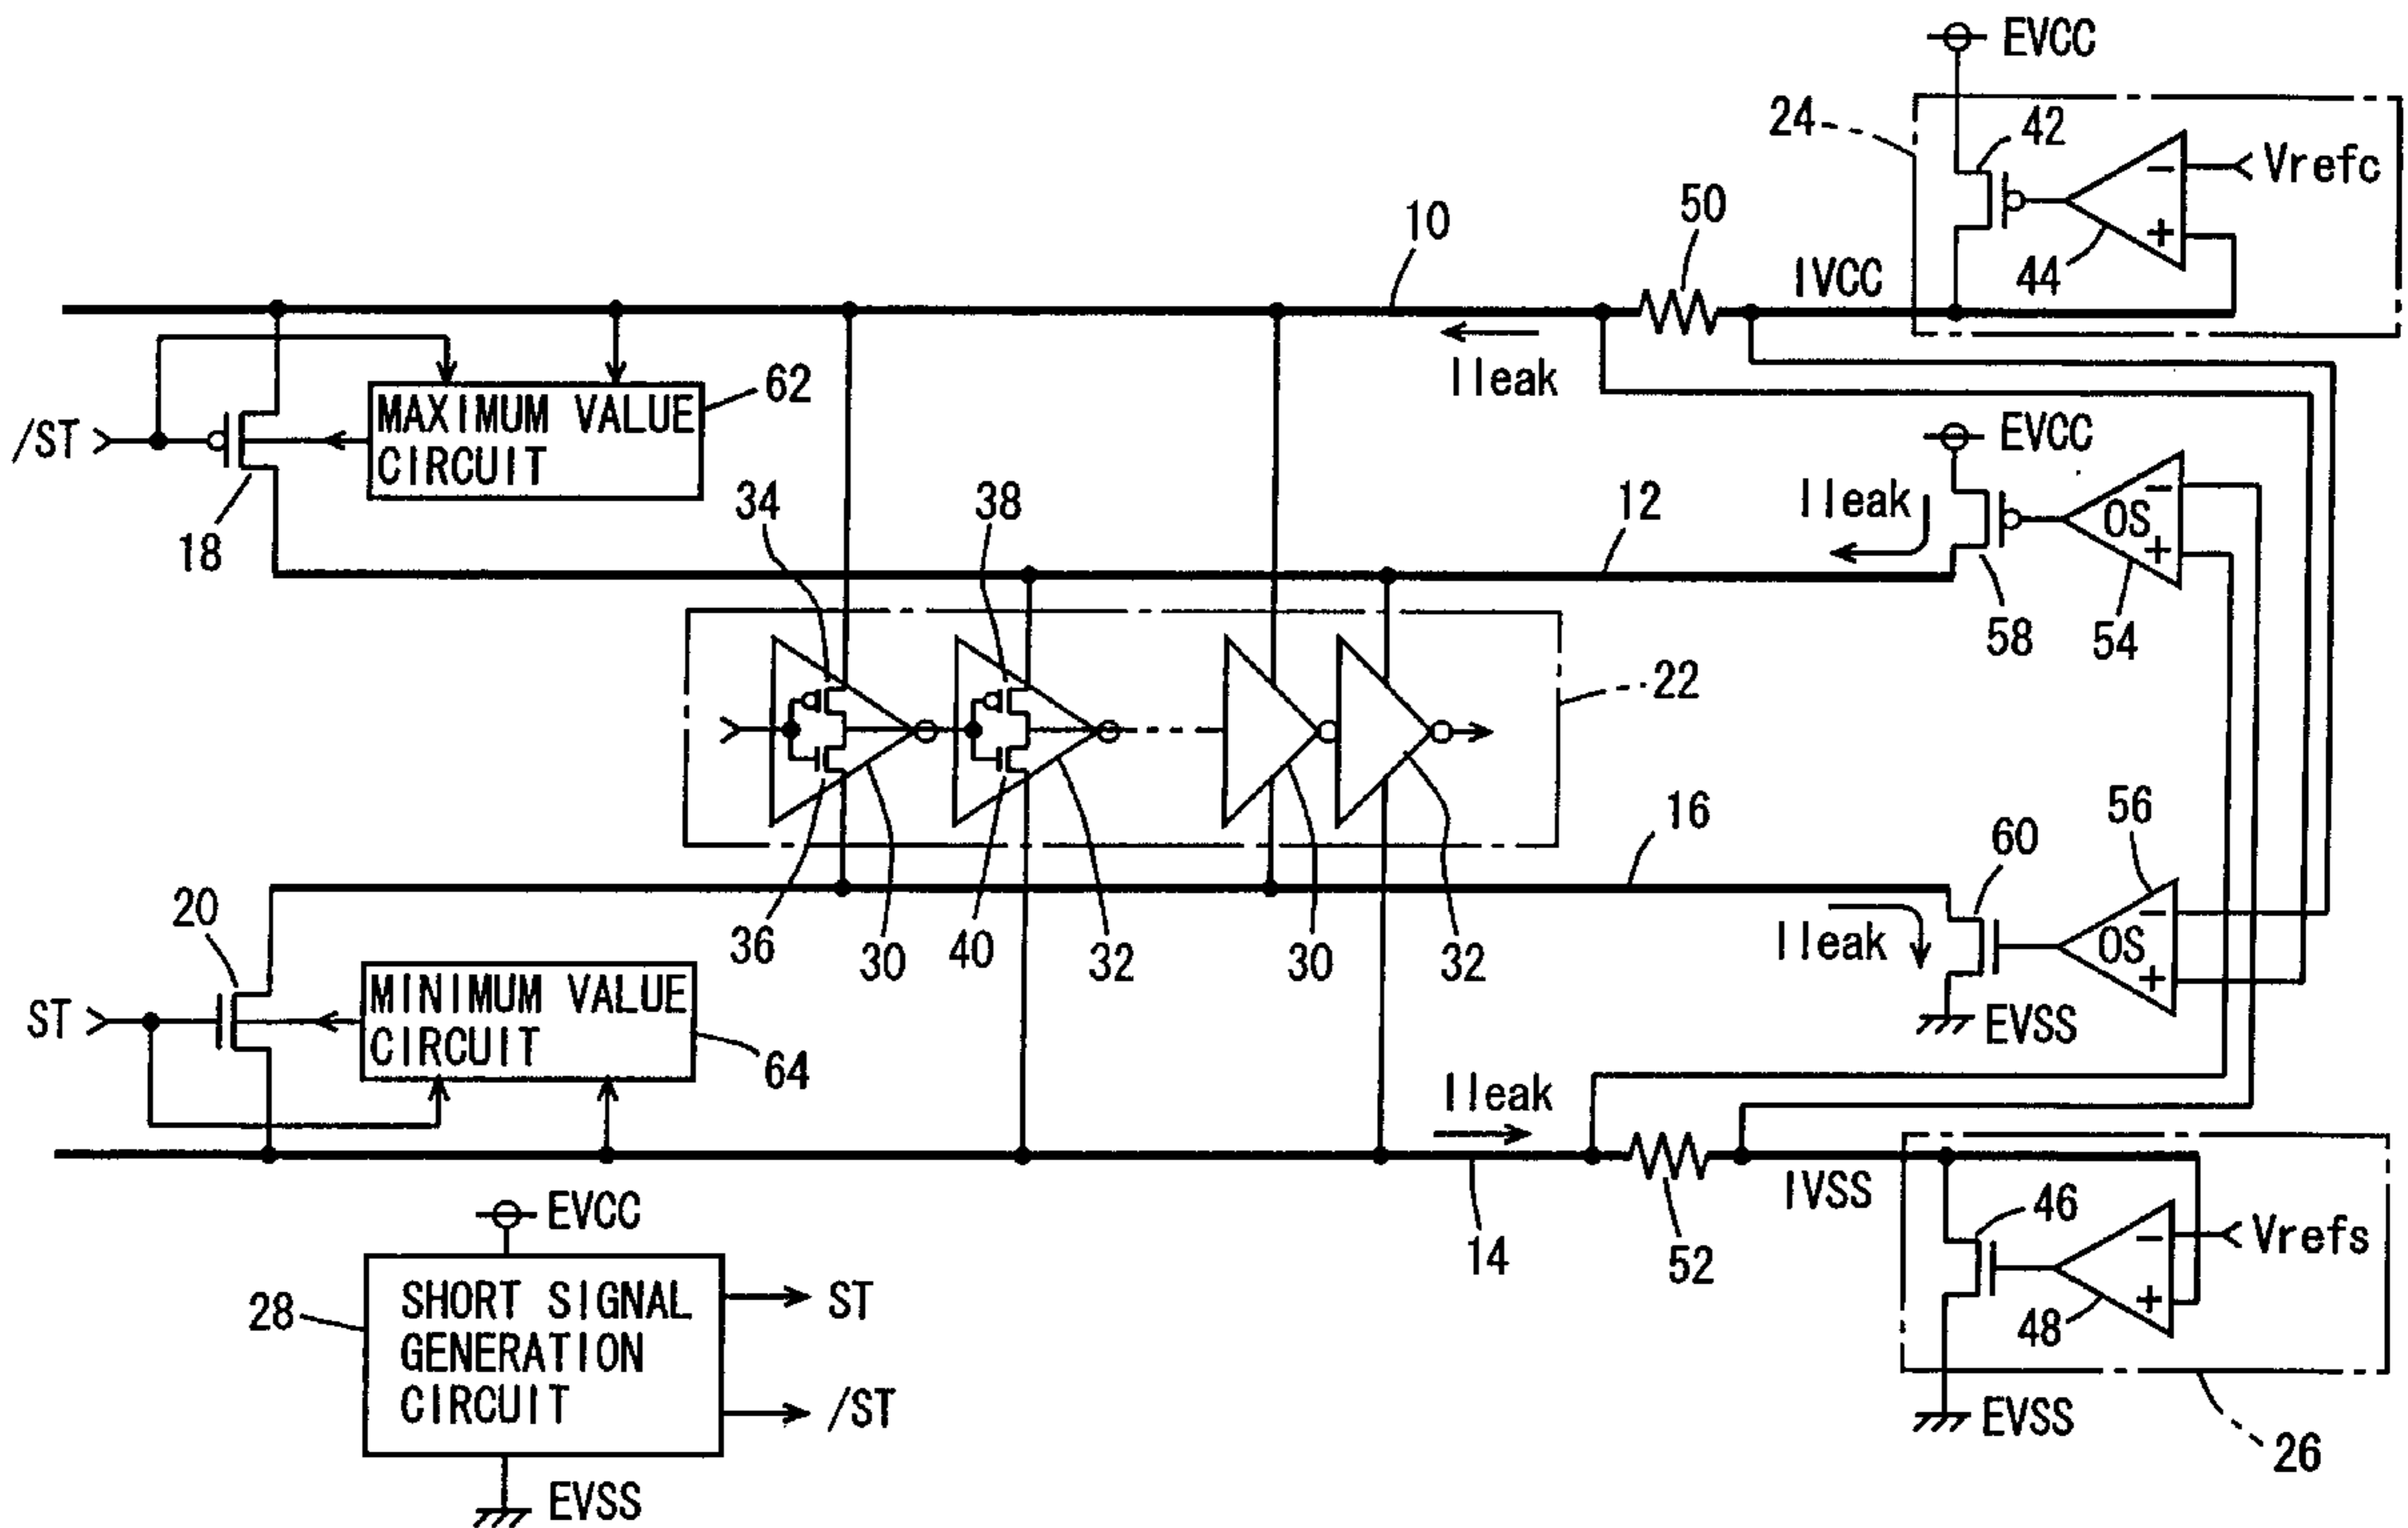 EVCC
24
42
Vrefc
44
50
10
IVCC
Ileak
MAXIMUM VALUE
CIRCUIT
62
/ST
18
EVCC
Ileak
OS
54
58
12
34
38
22
36
30
40
32
30
32
16
56
60
OS
Ileak
EVSS
20
ST
MINIMUM VALUE
CIRCUIT
64
Ileak
14
52
IVSS
46
Vrefs
48
EVSS
26
EVCC
28
SHORT SIGNAL
GENERATION
CIRCUIT
ST
/ST
EVSS